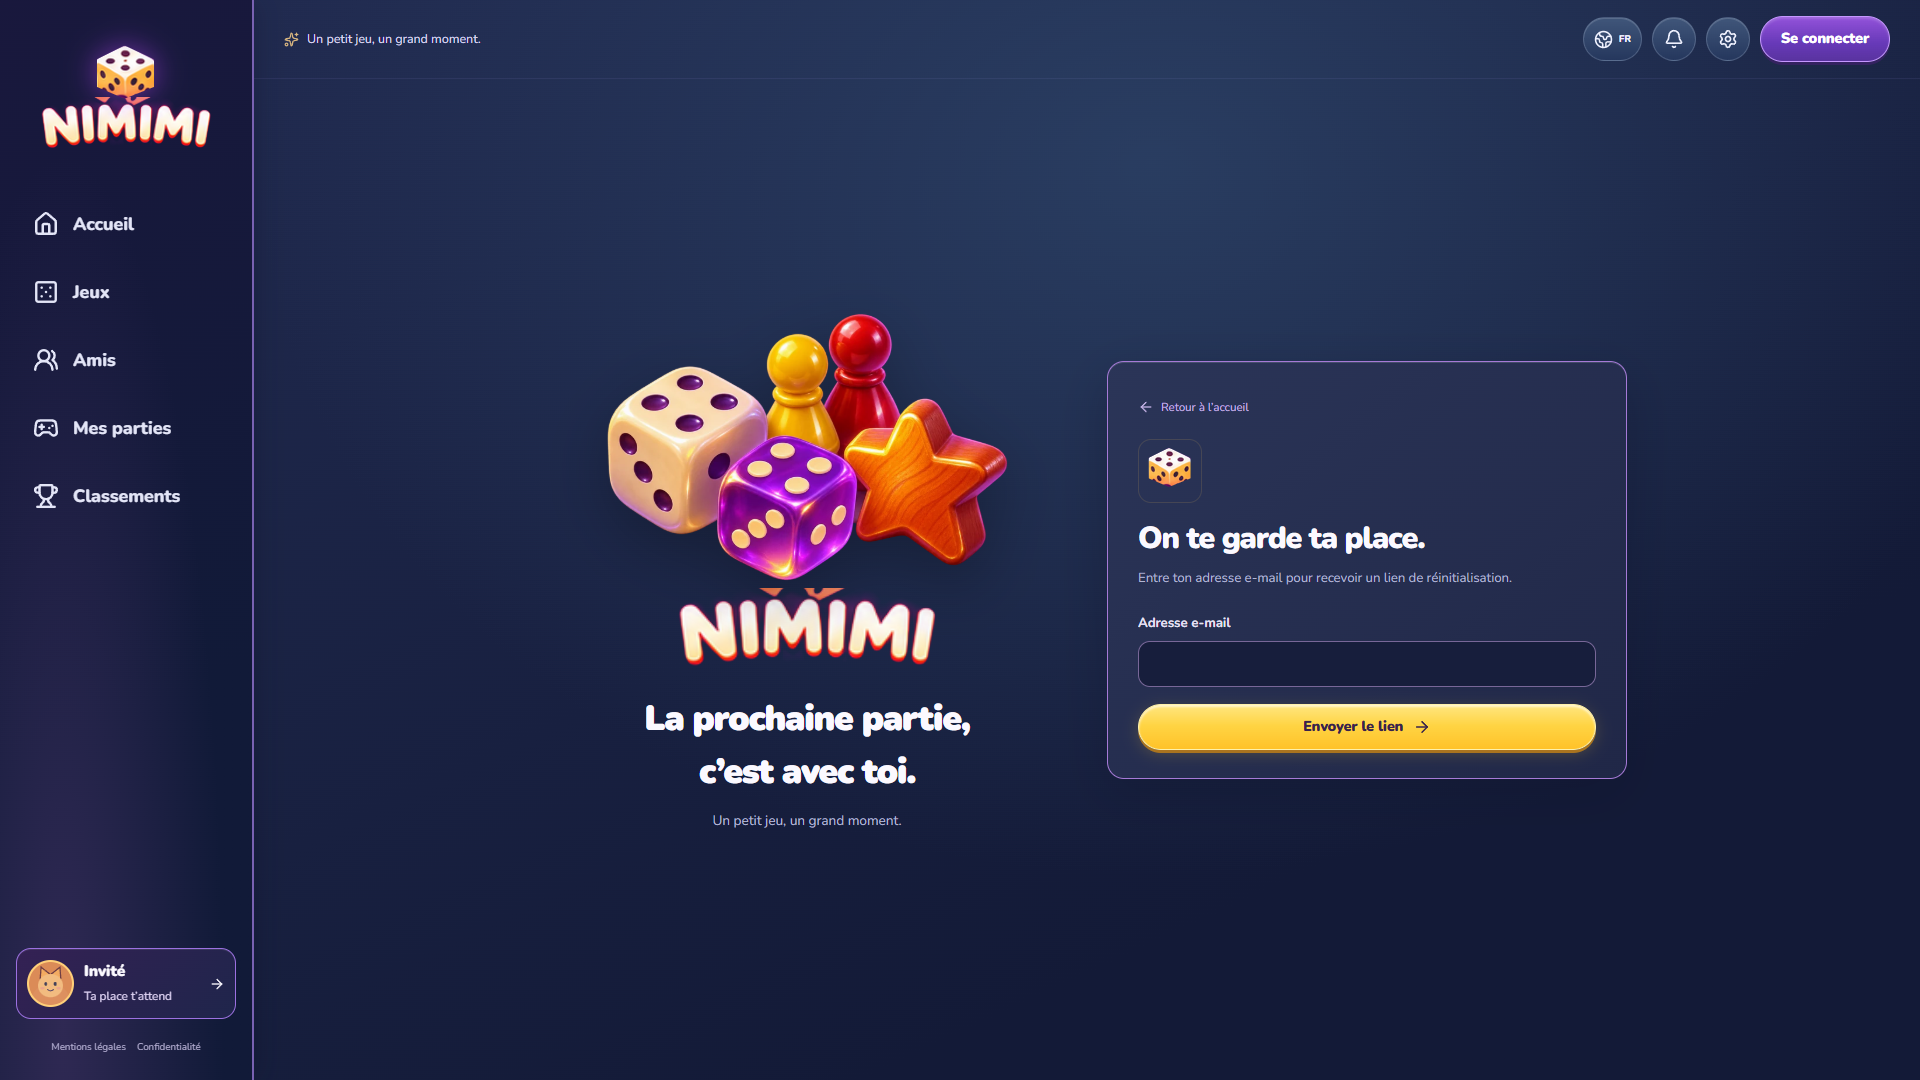 NIMIMI
Accueil
Jeux
Amis
Mes parties
Classements
Invité
Ta place t'attend
Mentions légales Confidentialité
Un petit jeu, un grand moment.
FR
Se connecter
NIMIMI
La prochaine partie,
c’est avec toi.
Un petit jeu, un grand moment.
Retour à l'accueil
On te garde ta place.
Entre ton adresse e-mail pour recevoir un lien de réinitialisation.
Adresse e-mail
Envoyer le lien